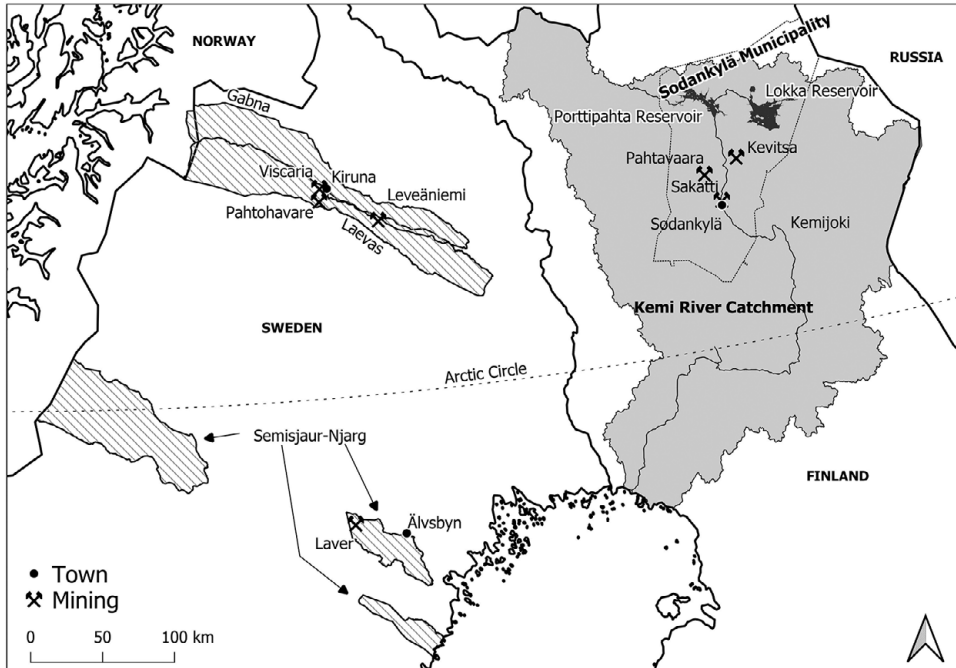 NORWAY
RUSSIA
Sodankylä Municipality
Lokka Reservoir
Porttipahta Reservoir
Gabna
Kevitsa
Pahtavaara
Viscaria
Kiruna
Sakatti
Leveäniemi
Pahtohavare
Laevas
Sodankylä
Kemijoki
Kemi River Catchment
SWEDEN
Arctic Circle
Semisjaur-Njarg
FINLAND
Älvsbyn
Laver
Town
Mining
0 50 100 km